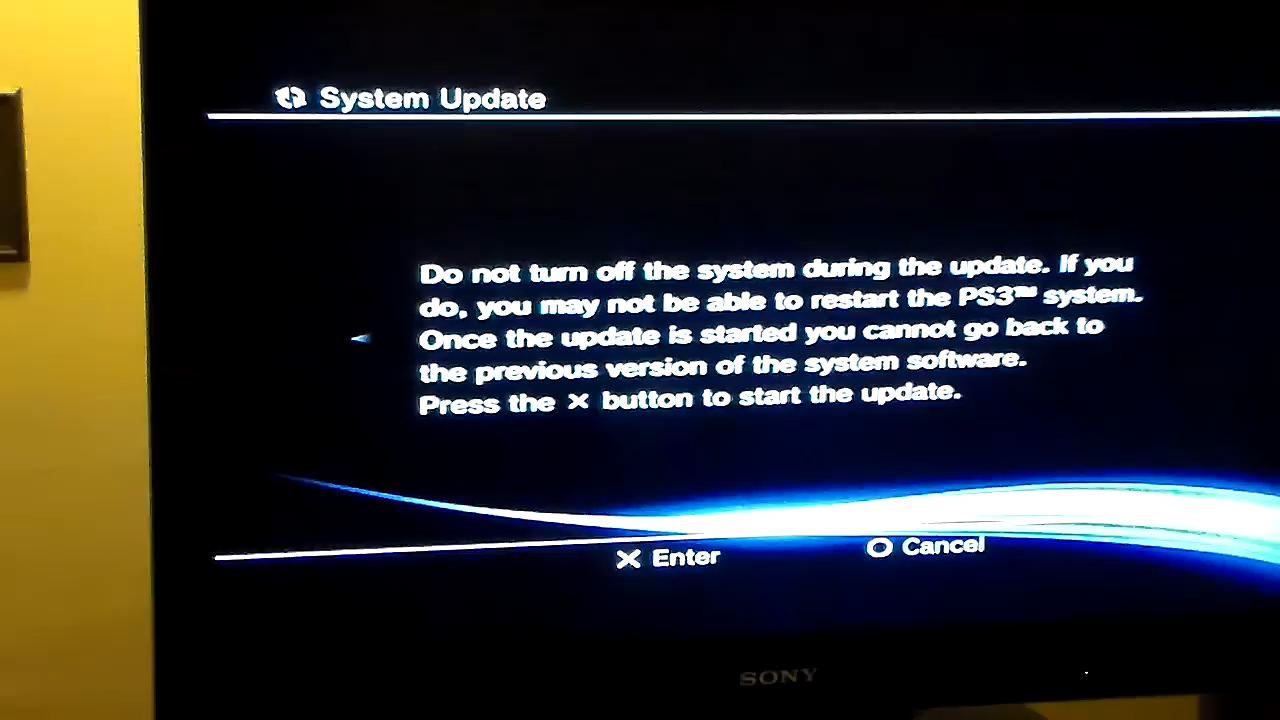 System Update
Do not turn off the system during the update. If you
do, you may not be able to restart the PS3™ system.
Once the update is started you cannot go back to
the previous version of the system software.
Press the ✕ button to start the update.
✕ Enter
○ Cancel
SONY